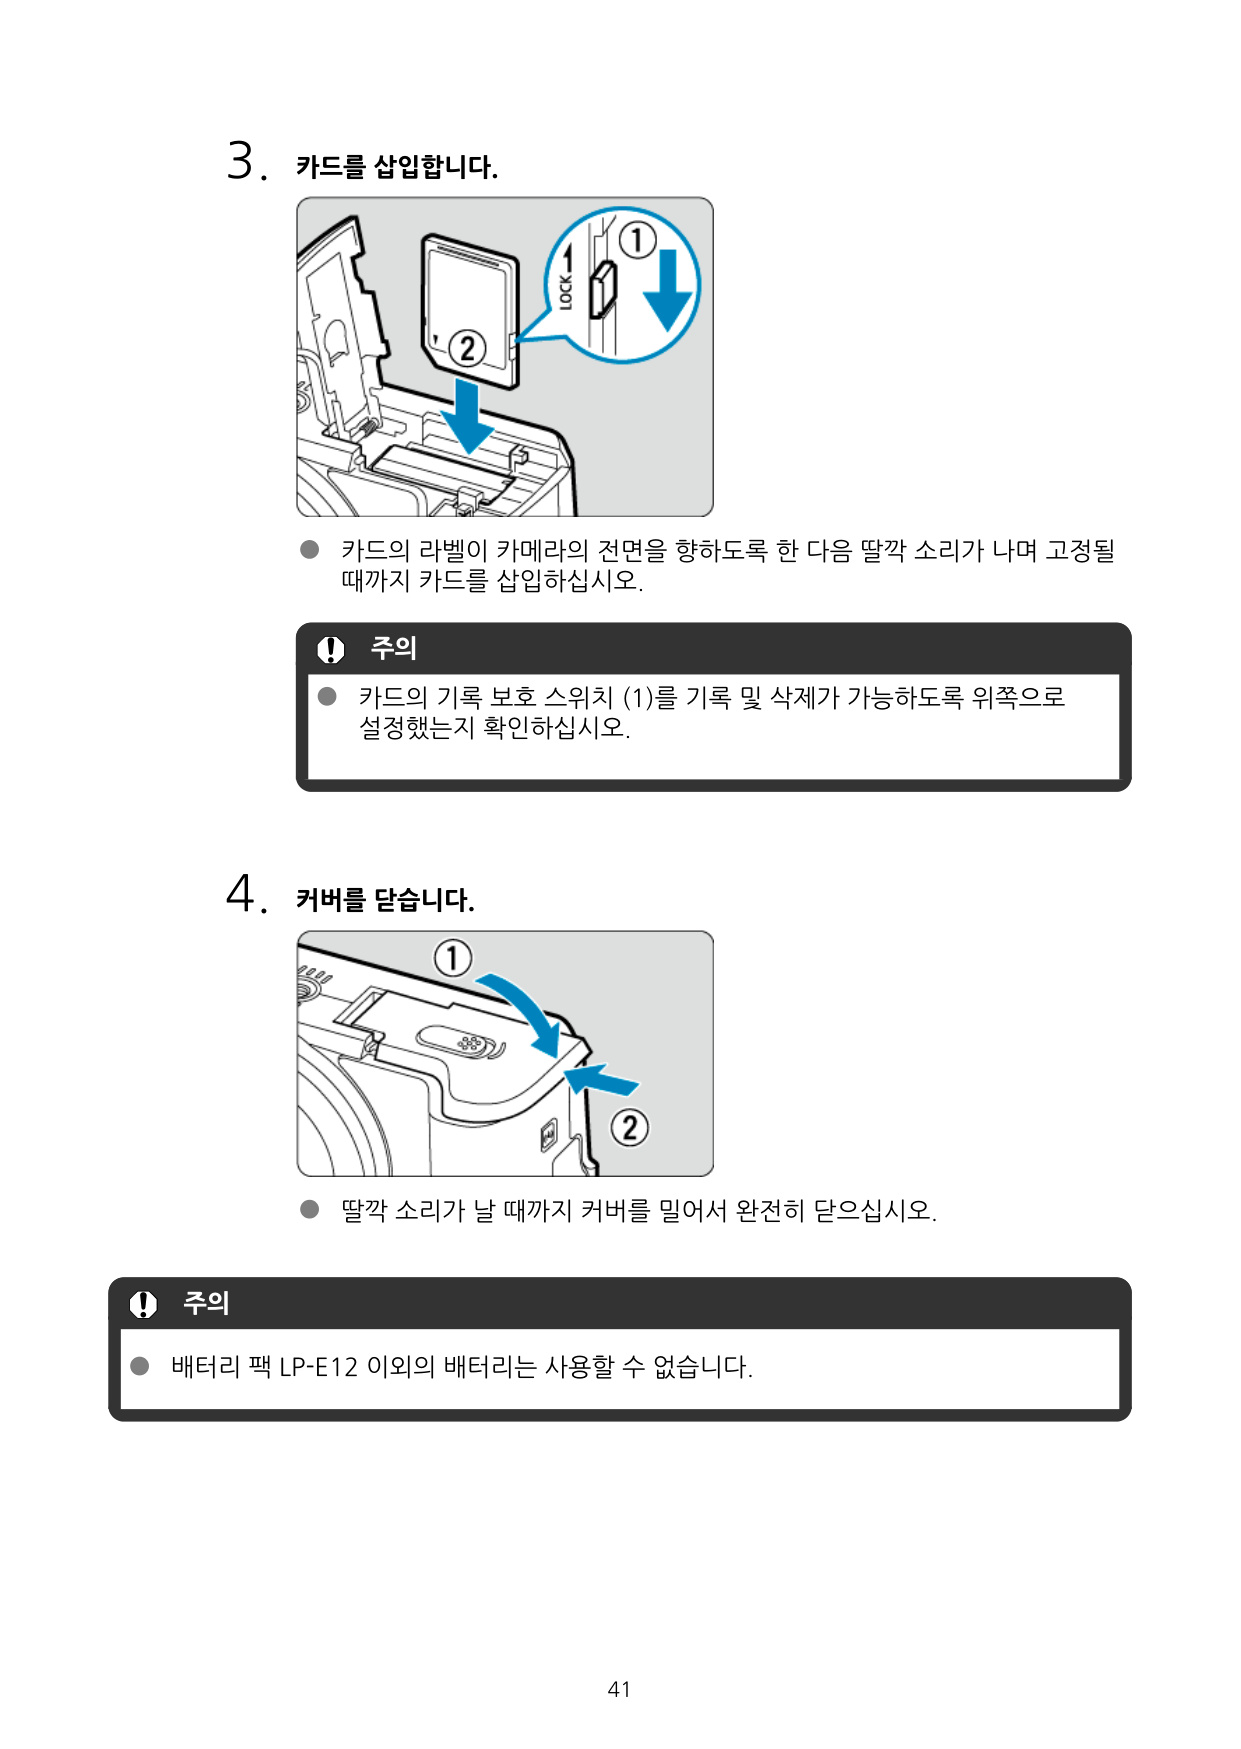 3. 카드를 삽입합니다.
LOCK
①
②
● 카드의 라벨이 카메라의 전면을 향하도록 한 다음 딸깍 소리가 나며 고정될
때까지 카드를 삽입하십시오.
주의
● 카드의 기록 보호 스위치 (1)를 기록 및 삭제가 가능하도록 위쪽으로
설정했는지 확인하십시오.
4. 커버를 닫습니다.
①
②
● 딸깍 소리가 날 때까지 커버를 밀어서 완전히 닫으십시오.
주의
● 배터리 팩 LP-E12 이외의 배터리는 사용할 수 없습니다.
41